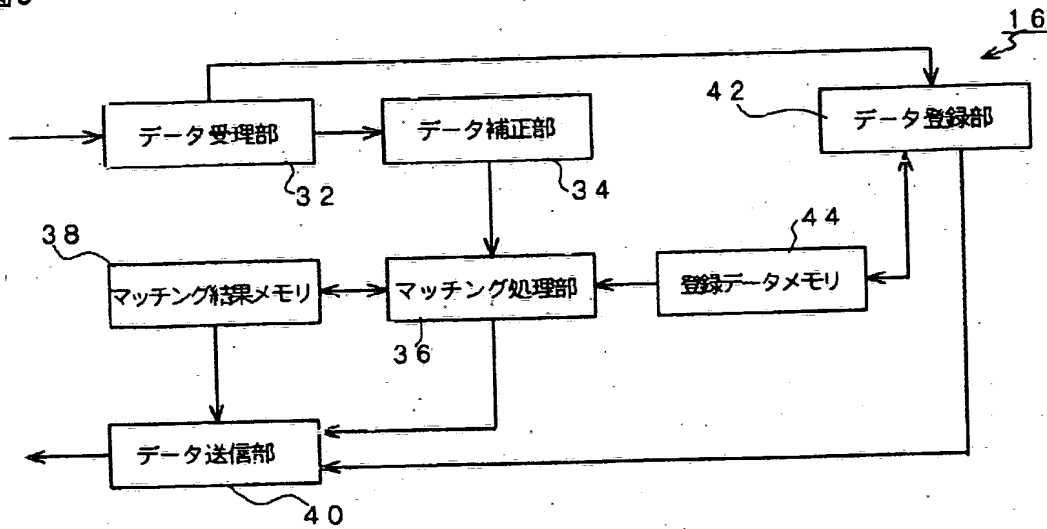 １６
４２
データ受理部
データ補正部
データ登録部
３２
３４
３８
４４
マッチング結果メモリ
マッチング処理部
登録データメモリ
３６
データ送信部
４０